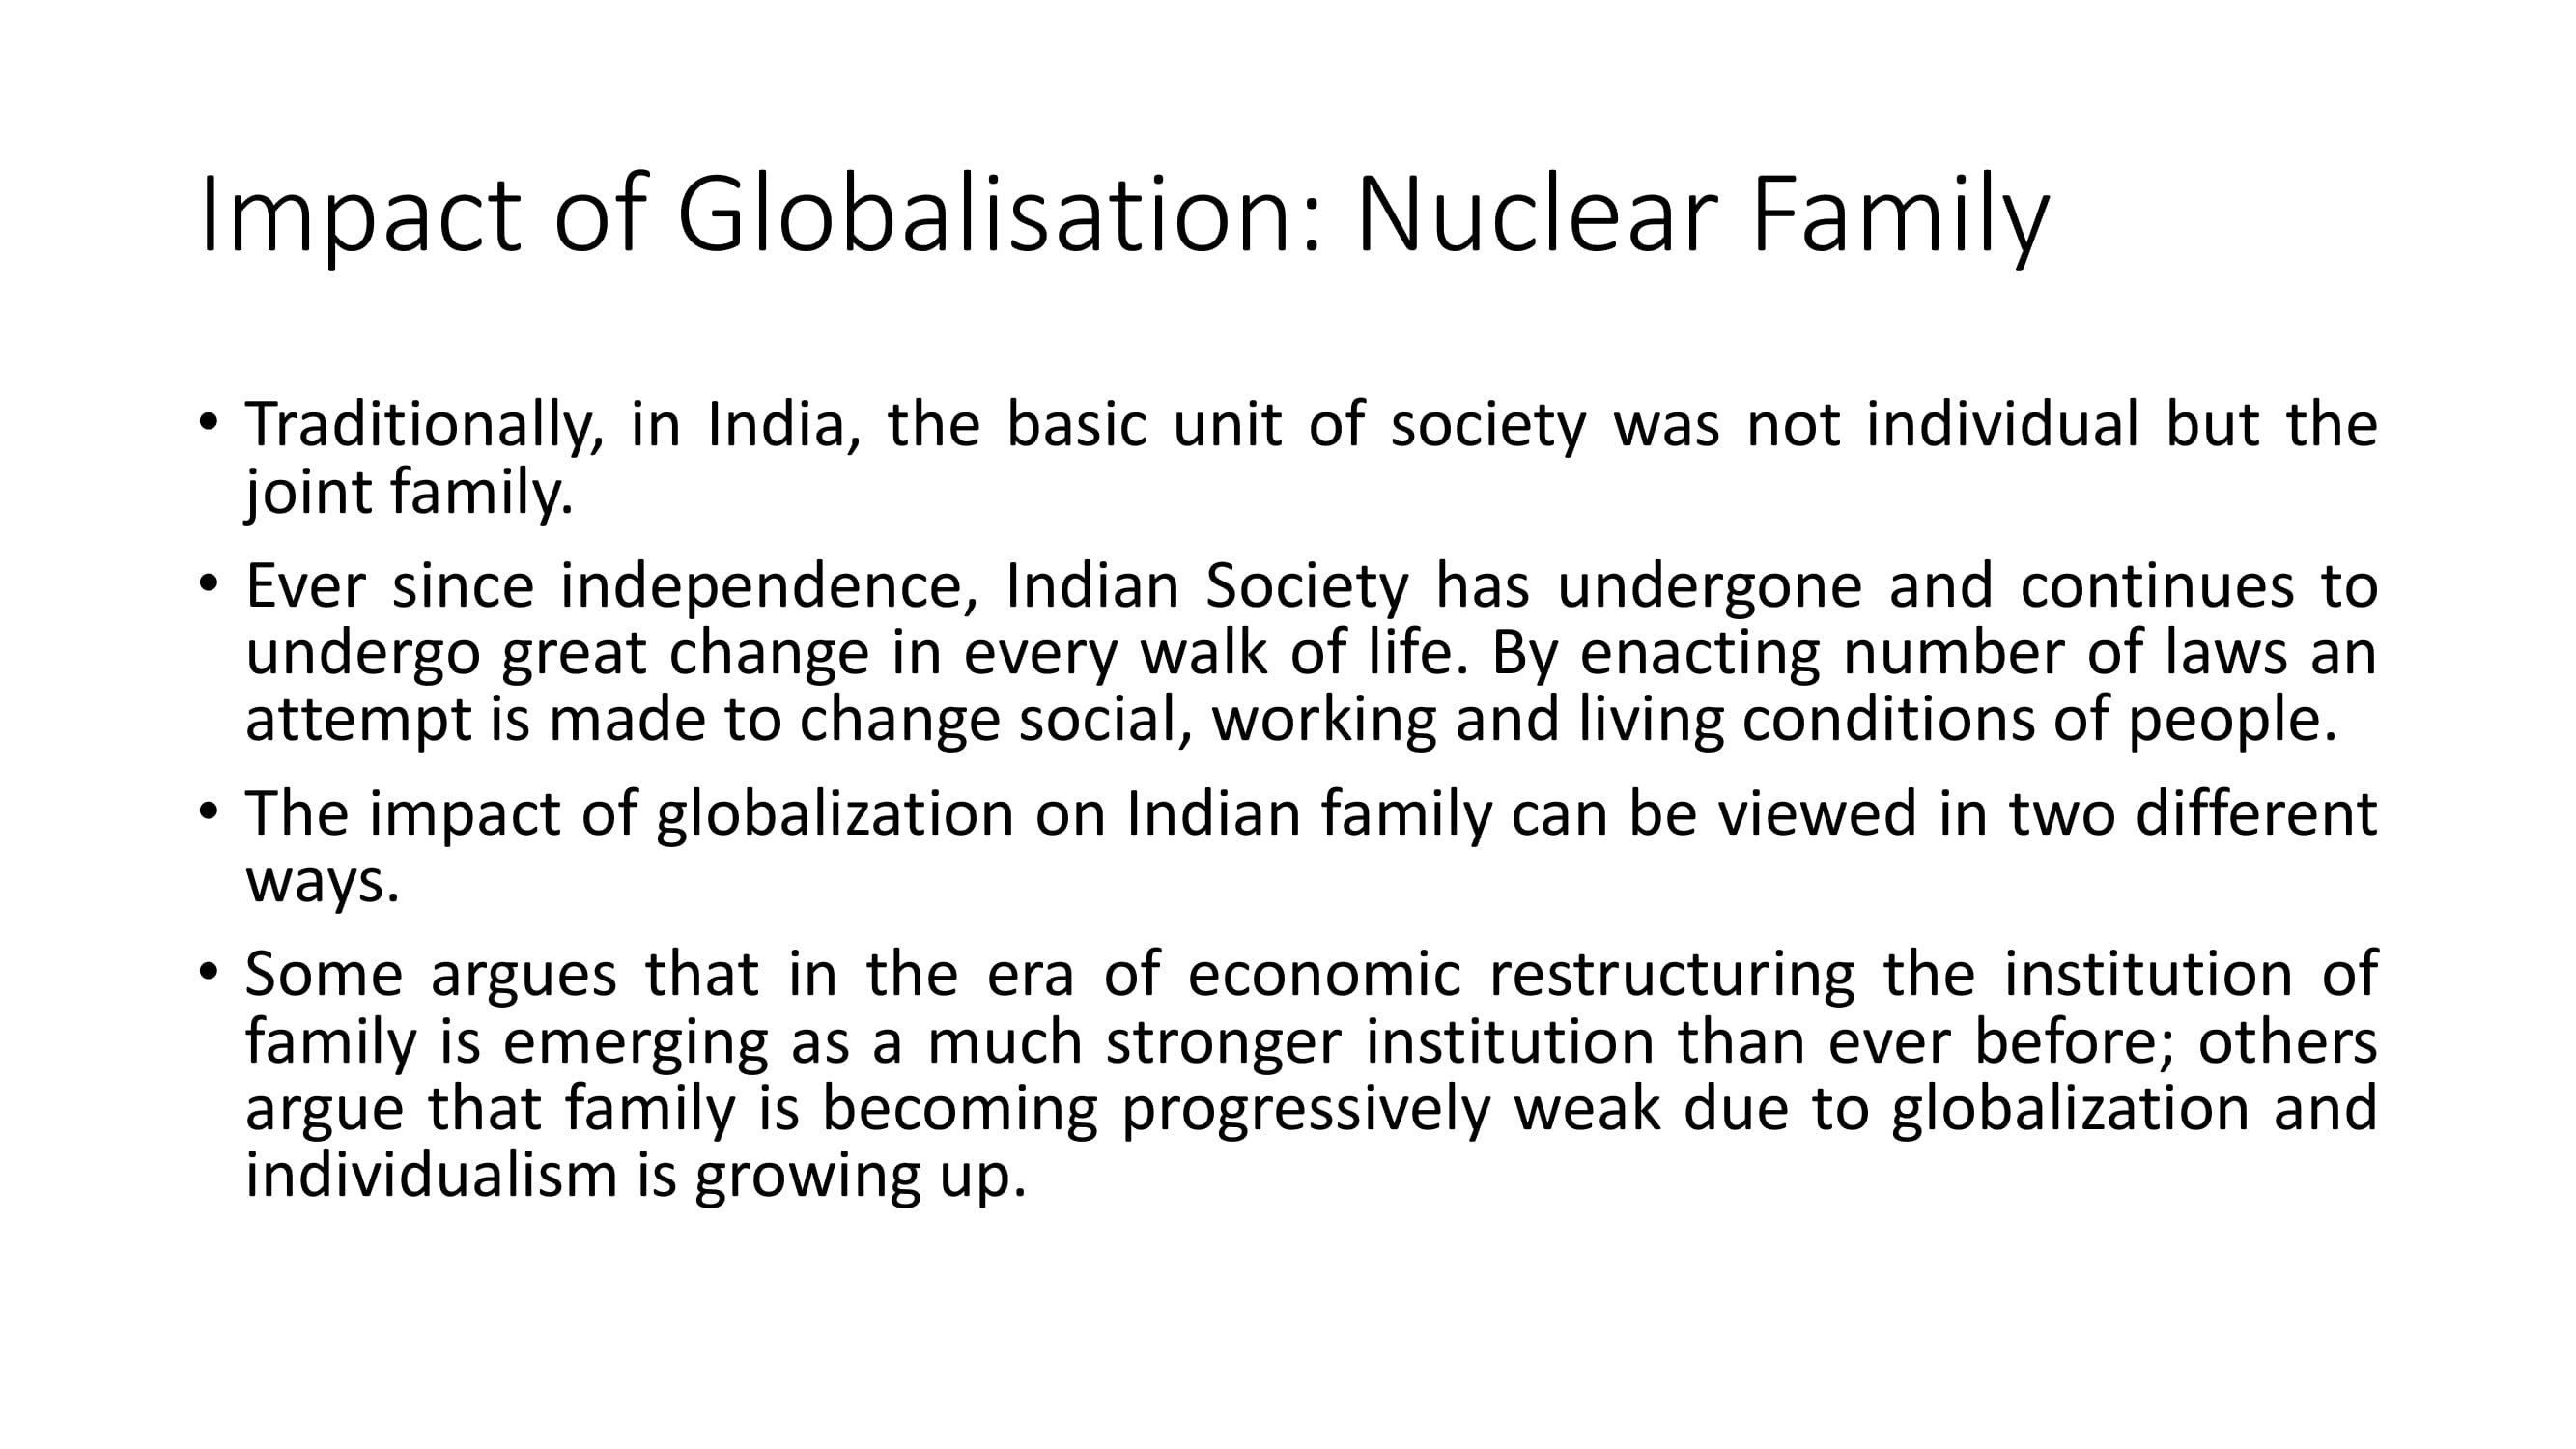 Impact of Globalisation: Nuclear Family
• Traditionally, in India, the basic unit of society was not individual but the
joint family.
• Ever since independence, Indian Society has undergone and continues to
undergo great change in every walk of life. By enacting number of laws an
attempt is made to change social, working and living conditions of people.
• The impact of globalization on Indian family can be viewed in two different
ways.
• Some argues that in the era of economic restructuring the institution of
family is emerging as a much stronger institution than ever before; others
argue that family is becoming progressively weak due to globalization and
individualism is growing up.